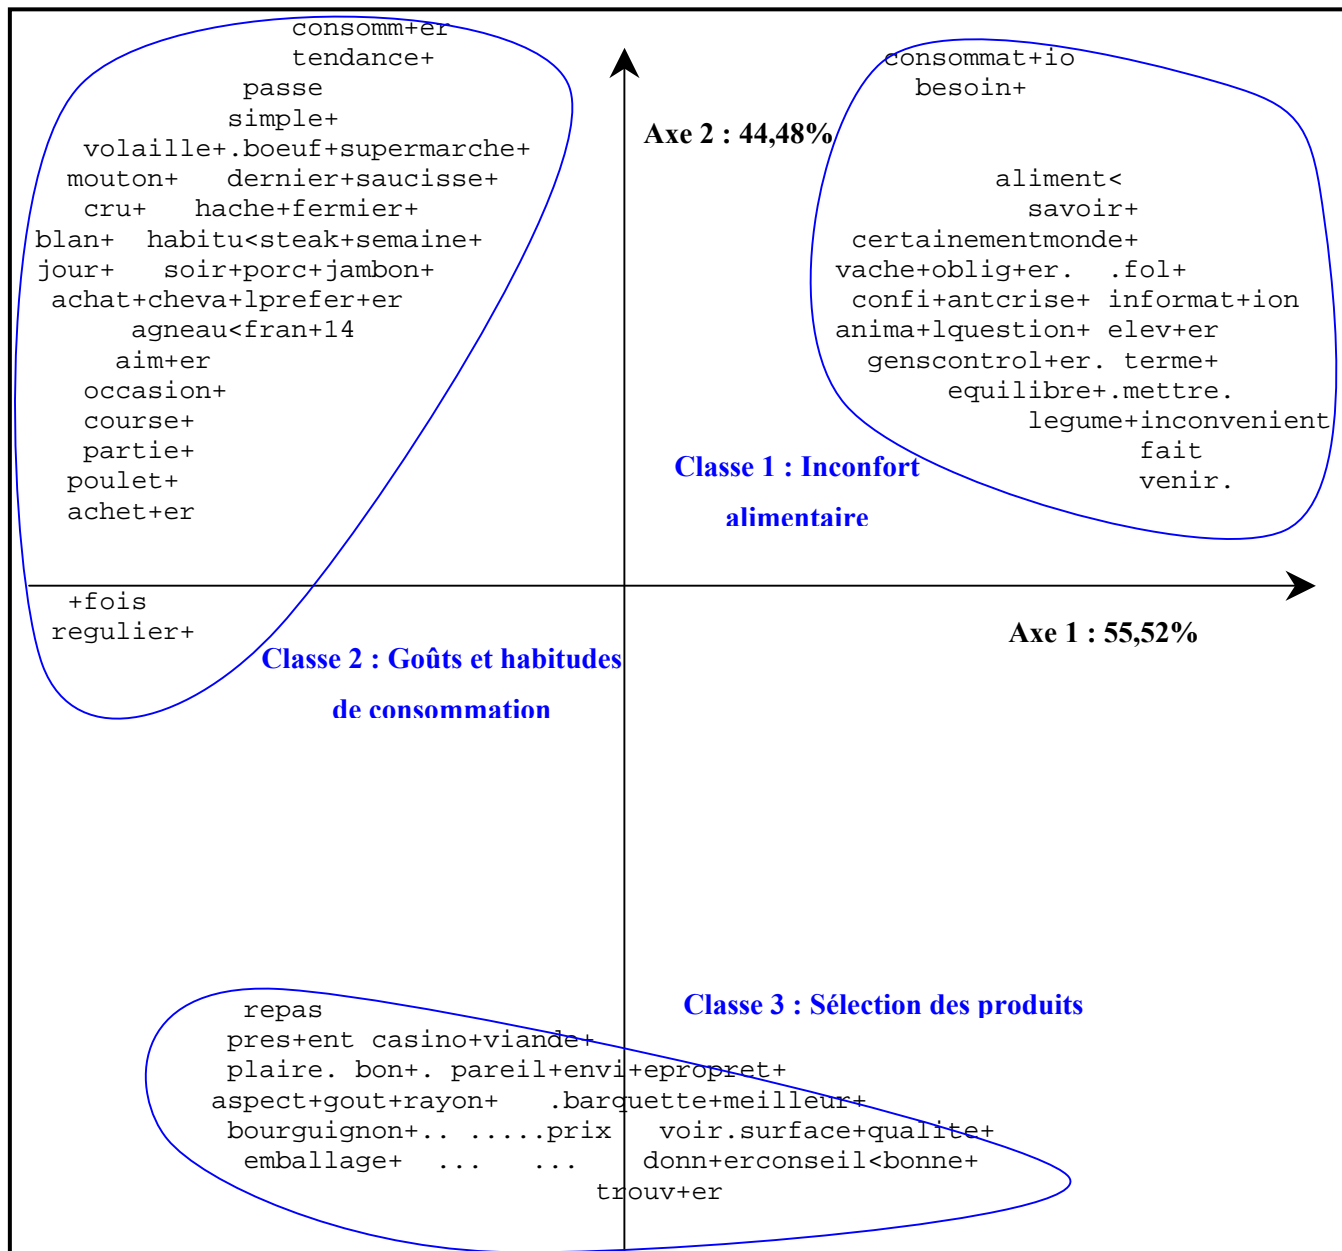 consomm+er
tendance+
passe
simple+
volaille+.boeuf+supermarche+
mouton+ dernier+saucisse+
cru+ hache+fermier+
blan+ habitu<steak+semaine+
jour+ soir+porc+jambon+
achat+cheva+lprefer+er
agneau<fran+14
aim+er
occasion+
course+
partie+
poulet+
achet+er
+fois
regulier+
Axe 2 : 44,48%
consommat+io
besoin+
aliment<
savoir+
certainementmonde+
vache+oblig+er. .fol+
confi+antcrise+ informat+ion
anima+lquestion+ elev+er
genscontrol+er. terme+
equilibre+.mettre.
legume+inconvenient
fait
venir.
Classe 1 : Inconfort
alimentaire
Axe 1 : 55,52%
Classe 2 : Goûts et habitudes
de consommation
Classe 3 : Sélection des produits
repas
pres+ent casino+viande+
plaire. bon+. pareil+envi+epropret+
aspect+gout+rayon+ .barquette+meilleur+
bourguignon+.. .....prix voir.surface+qualite+
emballage+ ... ... donn+erconseil<bonne+
trouv+er